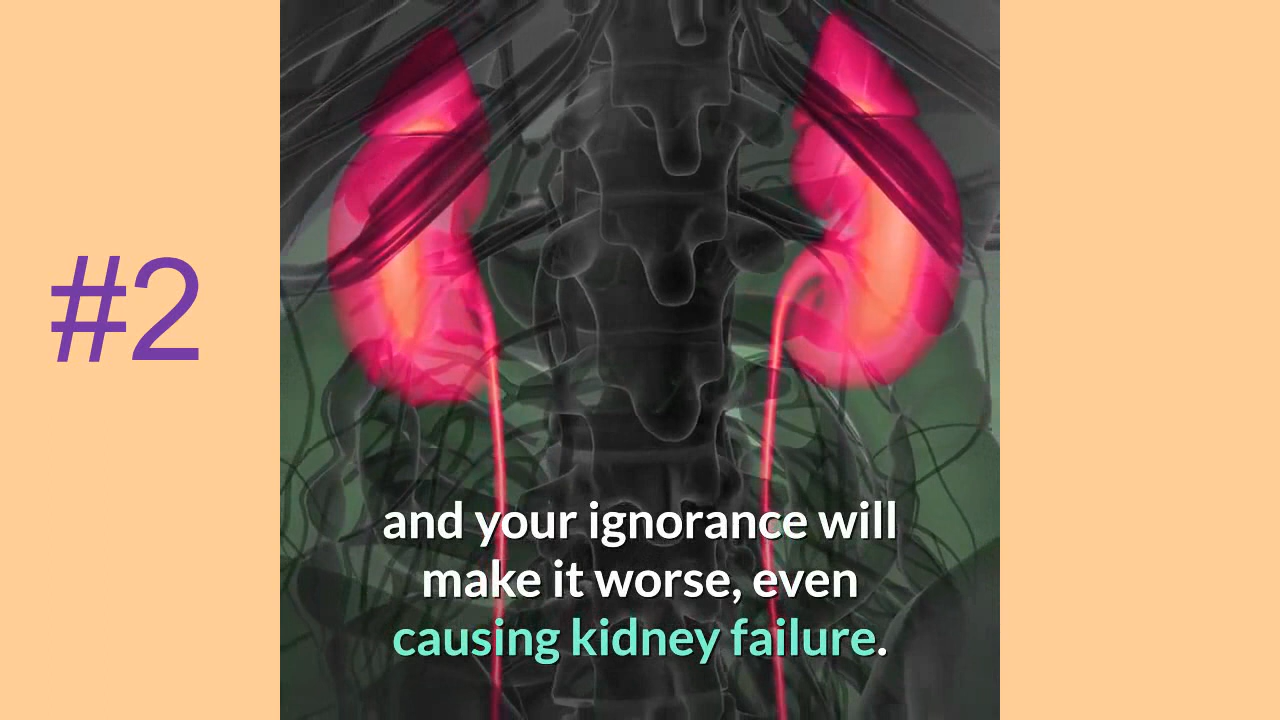 #2
and your ignorance will
make it worse, even
causing kidney failure.